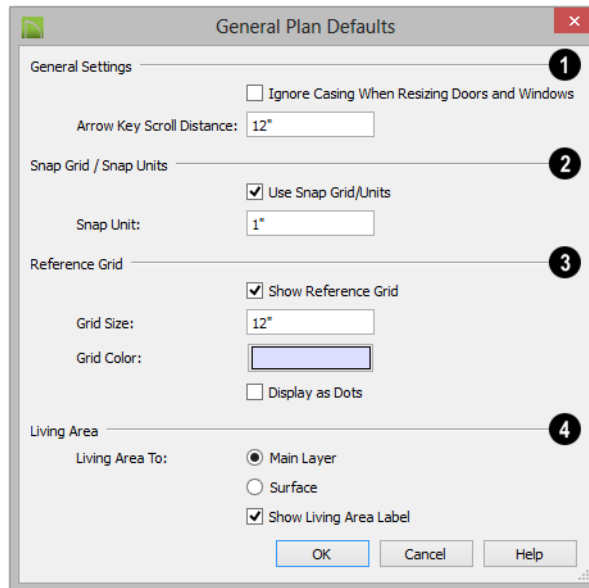 General Plan Defaults
General Settings 1
Ignore Casing When Resizing Doors and Windows
Arrow Key Scroll Distance: 12"
Snap Grid / Snap Units 2
Use Snap Grid/Units
Snap Unit: 1"
Reference Grid 3
Show Reference Grid
Grid Size: 12"
Grid Color:
Display as Dots
Living Area 4
Living Area To: Main Layer
Surface
Show Living Area Label
OK Cancel Help